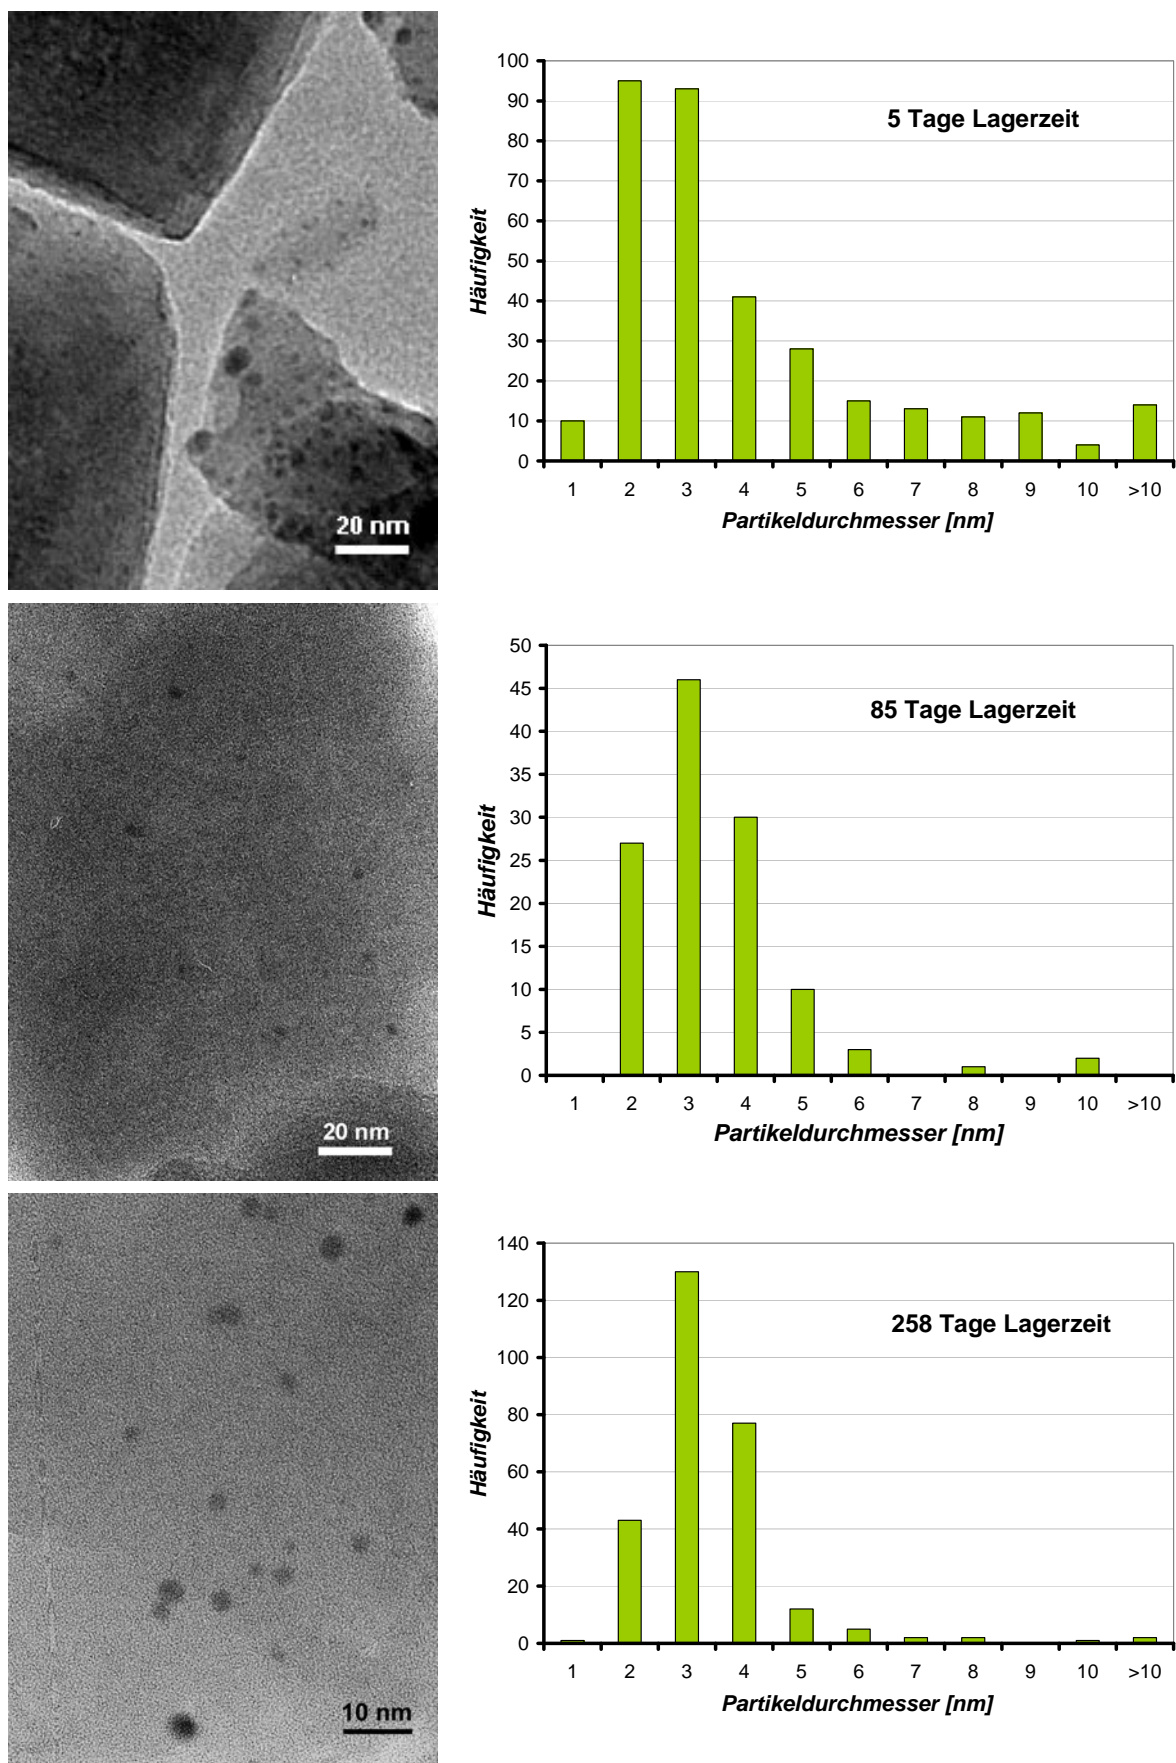 20 nm
100
90
80
70
60
50
40
30
20
10
0
Häufigkeit
5 Tage Lagerzeit
1 2 3 4 5 6 7 8 9 10 >10
Partikeldurchmesser [nm]
20 nm
50
45
40
35
30
25
20
15
10
5
0
Häufigkeit
85 Tage Lagerzeit
1 2 3 4 5 6 7 8 9 10 >10
Partikeldurchmesser [nm]
10 nm
140
120
100
80
60
40
20
0
Häufigkeit
258 Tage Lagerzeit
1 2 3 4 5 6 7 8 9 10 >10
Partikeldurchmesser [nm]